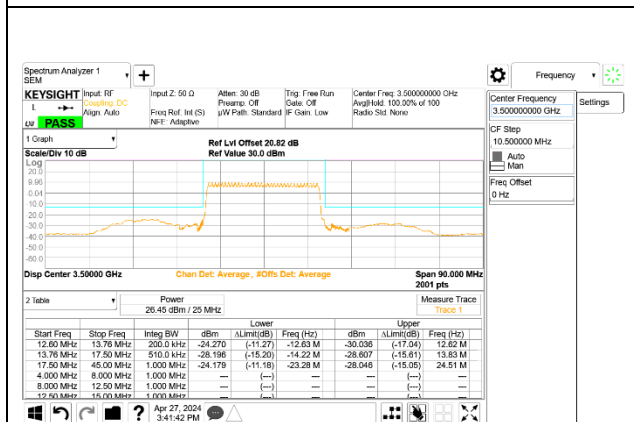 Spectrum Analyzer 1
SEM
Frequency
KEYSIGHT Input: RF Input Z: 50 Ω Atten: 30 dB Trig: Free Run Center Freq: 3.500000000 GHz
L Coupling: DC Preamp: Off Gate: Off Avg|Hold: 100.00% of 100
Align: Auto Freq Ref: Int (S) µW Path: Standard IF Gain: Low Radio Std: None
NFE: Adaptive
PASS
Center Frequency
3.50000000 GHz
Settings
CF Step
10.500000 MHz
Auto
Man
Freq Offset
0 Hz
1 Graph
Ref Lvl Offset 20.82 dB
Scale/Div 10 dB Ref Value 30.0 dBm
Log
20.0
9.96
0.04
-10.0
-20.0
-30.0
-40.0
-50.0
-60.0
Disp Center 3.50000 GHz Chan Det: Average, #Offs Det: Average Span 90.000 MHz
2001 pts
2 Table Power Measure Trace
26.45 dBm / 25 MHz Trace 1
Lower Upper
Start Freq Stop Freq Integ BW dBm ΔLimit(dB) Freq (Hz) dBm ΔLimit(dB) Freq (Hz)
12.60 MHz 13.76 MHz 200.0 kHz -24.270 (-11.27) -12.63 M -30.036 (-17.04) 12.62 M
13.76 MHz 17.50 MHz 510.0 kHz -28.196 (-15.20) -14.22 M -28.607 (-15.61) 13.83 M
17.50 MHz 45.00 MHz 1.000 MHz -24.179 (-11.18) -23.28 M -28.046 (-15.05) 24.51 M
4.000 MHz 8.000 MHz 1.000 MHz --- (---) --- --- (---) ---
8.000 MHz 12.50 MHz 1.000 MHz --- (---) --- --- (---) ---
12.50 MHz 15.00 MHz 1.000 MHz --- (---) --- --- (---) ---
? Apr 27, 2024
3:41:42 PM